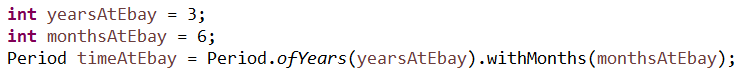 int yearsAtEbay = 3;
int monthsAtEbay = 6;
Period timeAtEbay = Period.ofYears(yearsAtEbay).withMonths(monthsAtEbay);